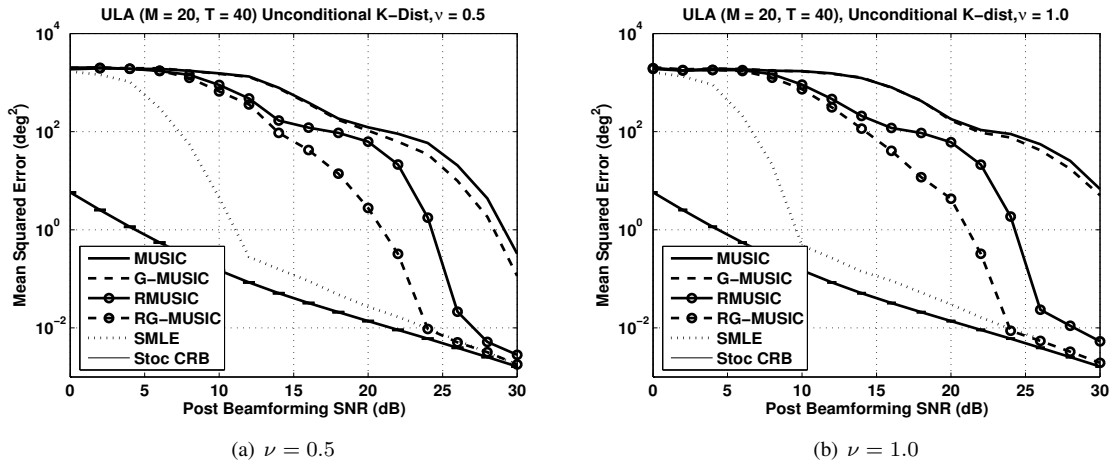 ULA (M = 20, T = 40) Unconditional K-Dist,ν = 0.5
10^4
10^2
10^0
10^-2
Mean Squared Error (deg^2)
MUSIC
G-MUSIC
RMUSIC
RG-MUSIC
SMLE
Stoc CRB
0 5 10 15 20 25 30
Post Beamforming SNR (dB)
(a) ν = 0.5
ULA (M = 20, T = 40), Unconditional K-dist,ν = 1.0
10^4
10^2
10^0
10^-2
Mean Squared Error (deg^2)
MUSIC
G-MUSIC
RMUSIC
RG-MUSIC
SMLE
Stoc CRB
0 5 10 15 20 25 30
Post Beamforming SNR (dB)
(b) ν = 1.0